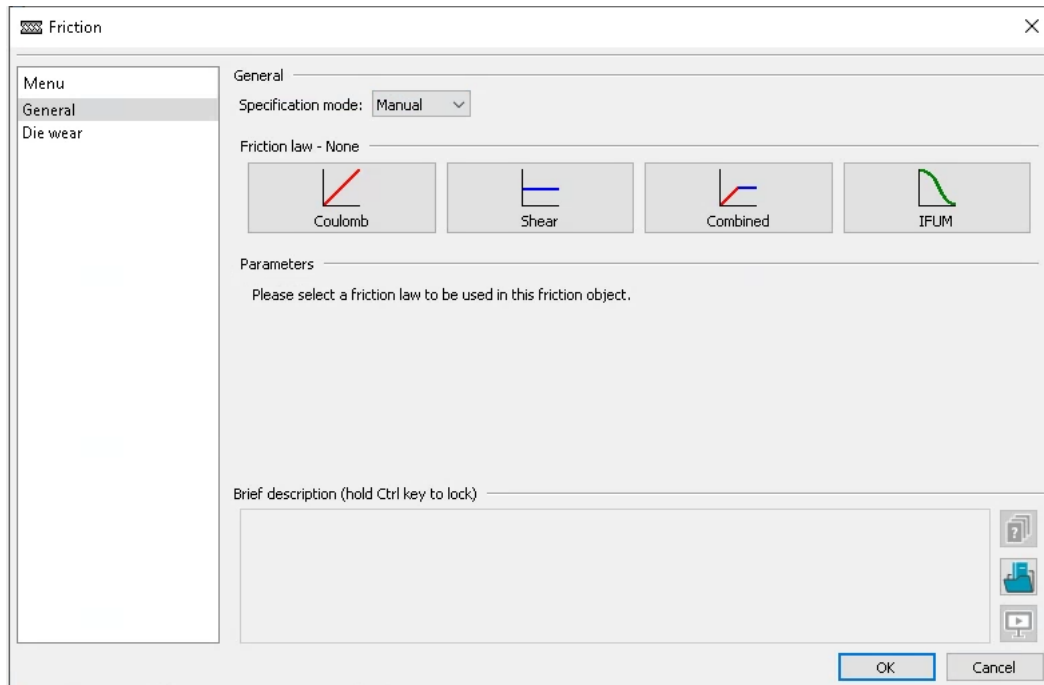 Friction
Menu
General
Die wear
General
Specification mode: Manual
Friction law - None
Coulomb Shear Combined IFUM
Parameters
Please select a friction law to be used in this friction object.
Brief description (hold Ctrl key to lock)
OK Cancel